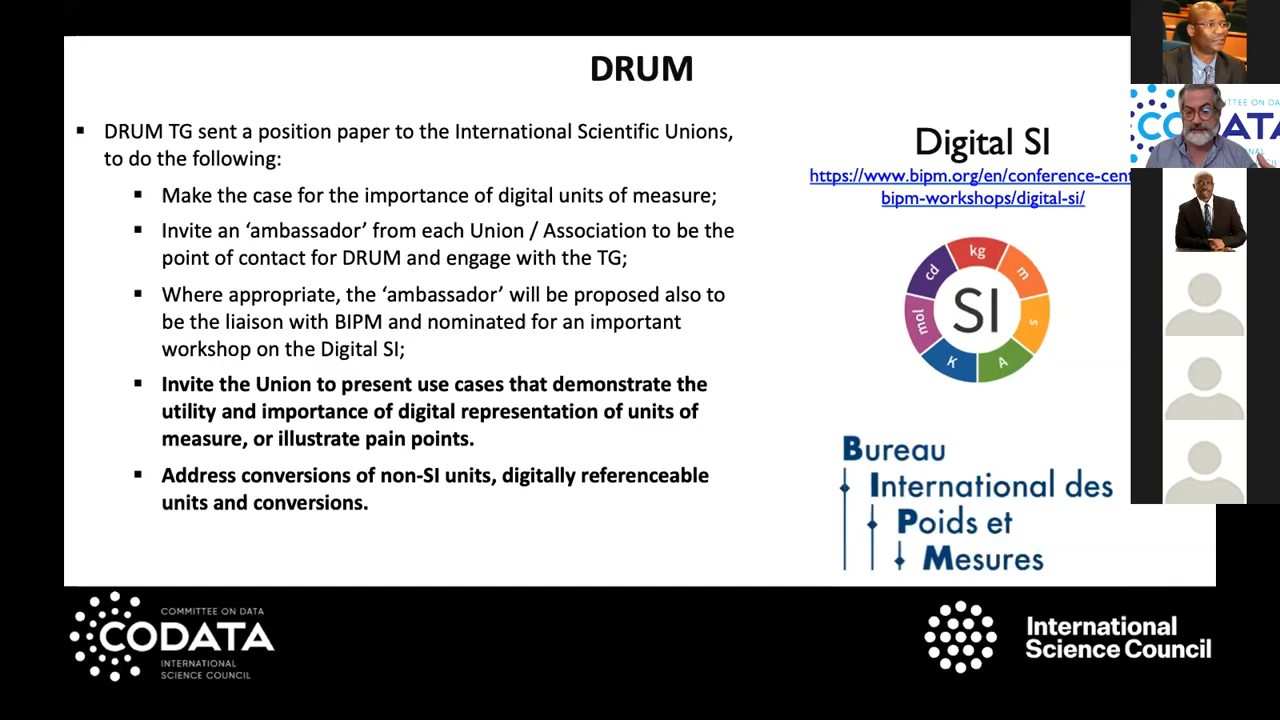 DRUM
DRUM TG sent a position paper to the International Scientific Unions,
to do the following:
Make the case for the importance of digital units of measure;
Invite an ‘ambassador’ from each Union / Association to be the
point of contact for DRUM and engage with the TG;
Where appropriate, the ‘ambassador’ will be proposed also to
be the liaison with BIPM and nominated for an important
workshop on the Digital SI;
Invite the Union to present use cases that demonstrate the
utility and importance of digital representation of units of
measure, or illustrate pain points.
Address conversions of non-SI units, digitally referenceable
units and conversions.
Digital SI
https://www.bipm.org/en/conference-cent
bipm-workshops/digital-si/
kg
m
s
A
K
mol
cd
SI
Bureau
International des
Poids et
Mesures
COMMITTEE ON DATA
CODATA
INTERNATIONAL
SCIENCE COUNCIL
International
Science Council